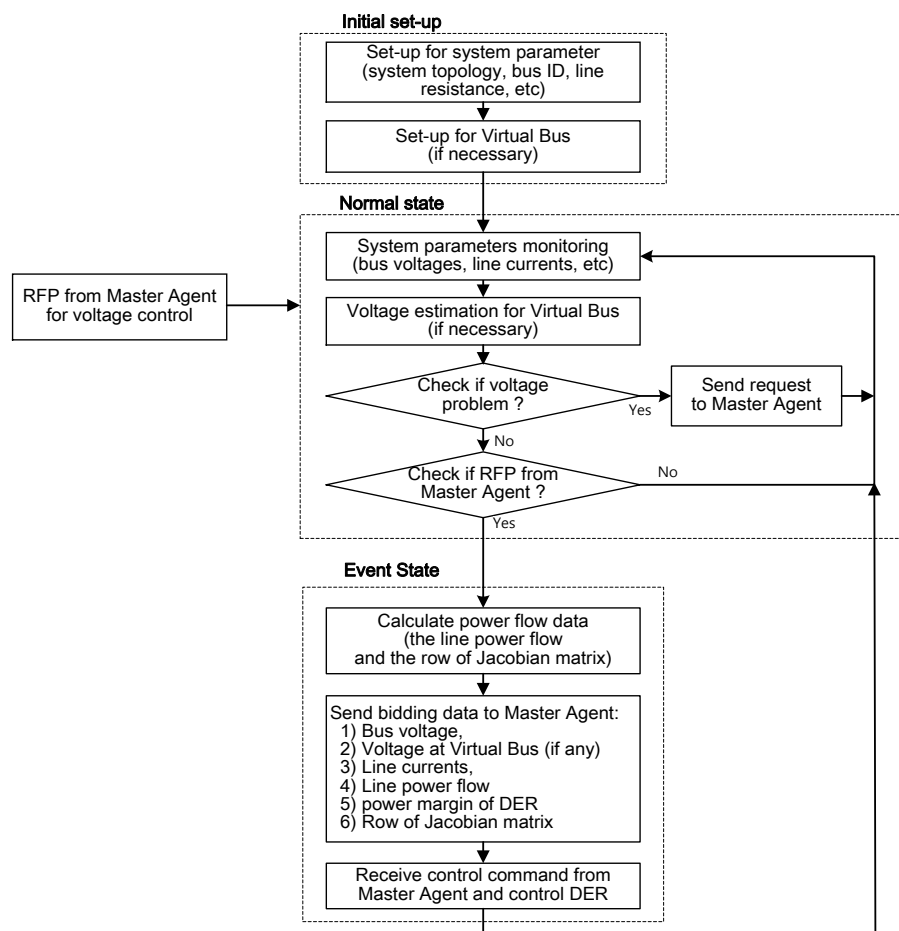 Initial set-up
Set-up for system parameter
(system topology, bus ID, line
resistance, etc)
Set-up for Virtual Bus
(if necessary)
Normal state
System parameters monitoring
(bus voltages, line currents, etc)
RFP from Master Agent
for voltage control
Voltage estimation for Virtual Bus
(if necessary)
Check if voltage
problem ?
Yes
Send request
to Master Agent
No
Check if RFP from
Master Agent ?
No
Yes
Event State
Calculate power flow data
(the line power flow
and the row of Jacobian matrix)
Send bidding data to Master Agent:
1) Bus voltage,
2) Voltage at Virtual Bus (if any)
3) Line currents,
4) Line power flow
5) power margin of DER
6) Row of Jacobian matrix
Receive control command from
Master Agent and control DER